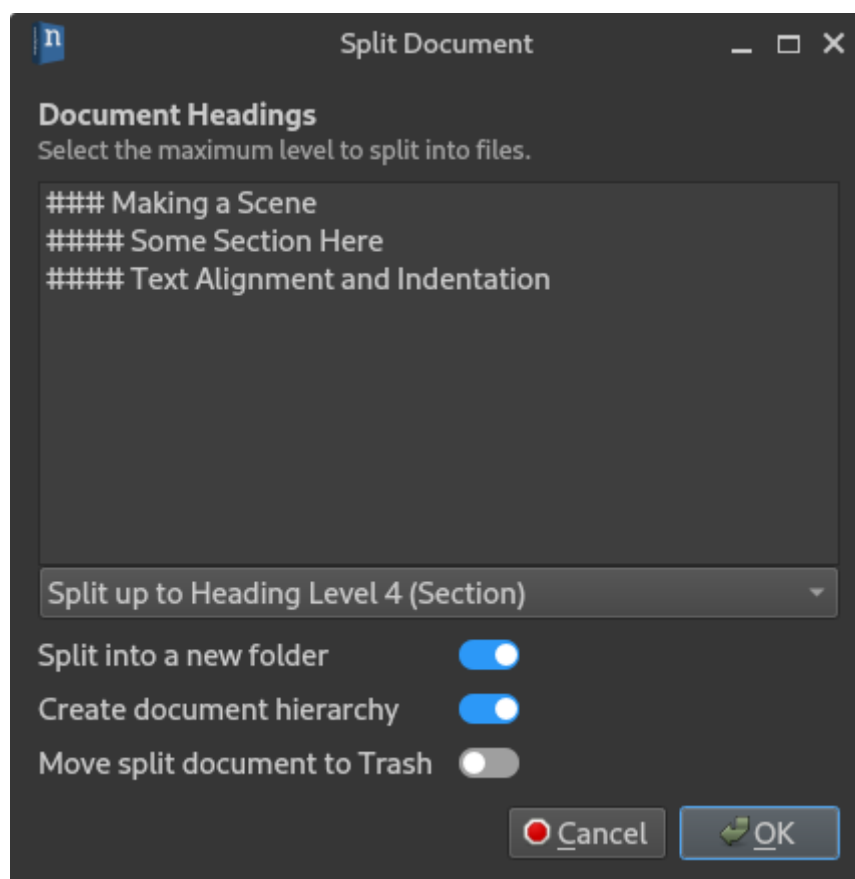 n
Split Document
Document Headings
Select the maximum level to split into files.
### Making a Scene
#### Some Section Here
#### Text Alignment and Indentation
Split up to Heading Level 4 (Section)
Split into a new folder
Create document hierarchy
Move split document to Trash
Cancel OK